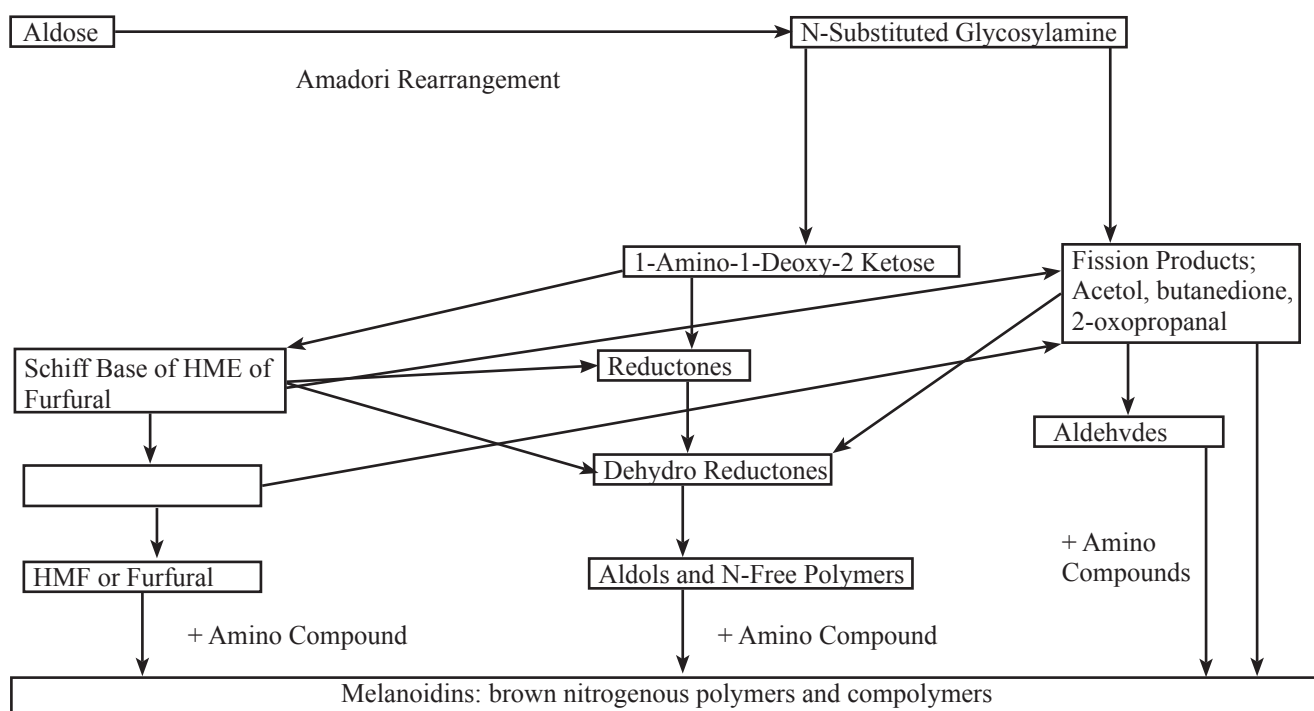 Aldose
N-Substituted Glycosylamine
Amadori Rearrangement
1-Amino-1-Deoxy-2 Ketose
Fission Products;
Acetol, butanedione,
2-oxopropanal
Schiff Base of HME of
Furfural
Reductones
Aldehvdes
Dehydro Reductones
+ Amino
Compounds
HMF or Furfural
Aldols and N-Free Polymers
+ Amino Compound
+ Amino Compound
Melanoidins: brown nitrogenous polymers and compolymers